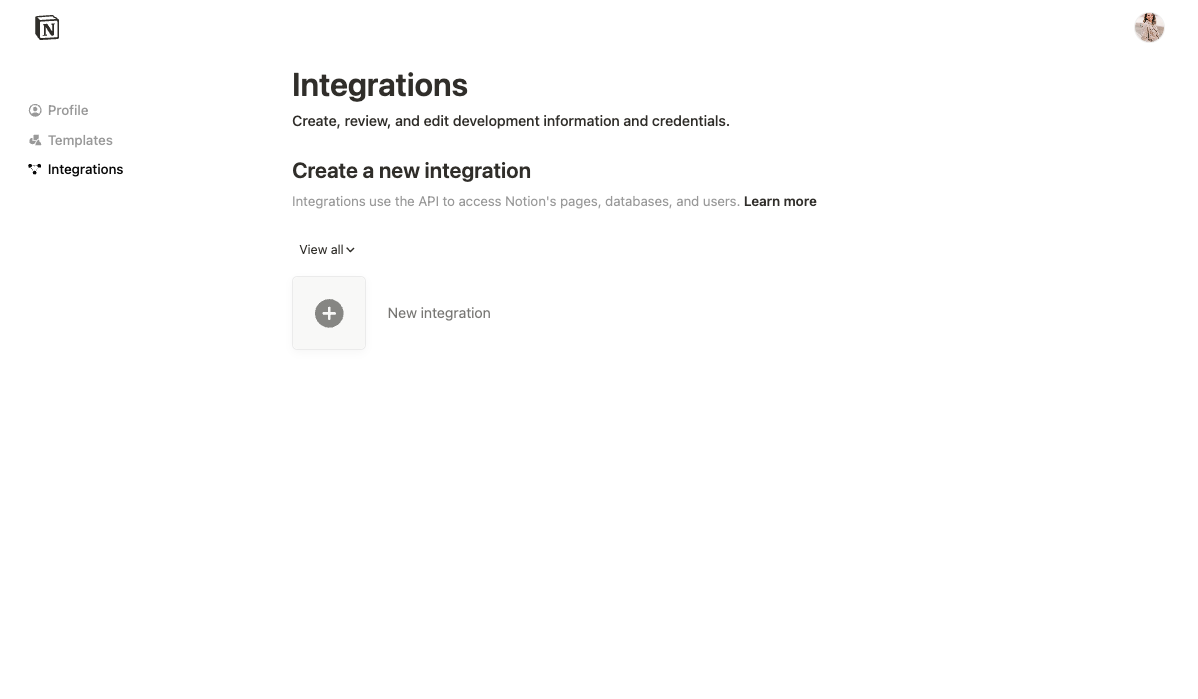 N
Profile
Templates
Integrations
Integrations
Create, review, and edit development information and credentials.
Create a new integration
Integrations use the API to access Notion's pages, databases, and users. Learn more
View all
New integration